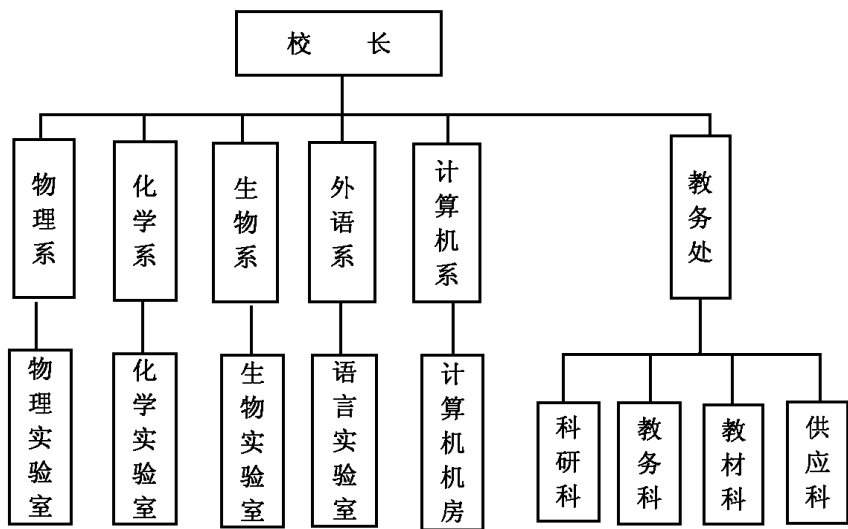 校 长
物理系
化学系
生物系
外语系
计算机系
教务处
物理实验室
化学实验室
生物实验室
语言实验室
计算机机房
科研科
教务科
教材科
供应科